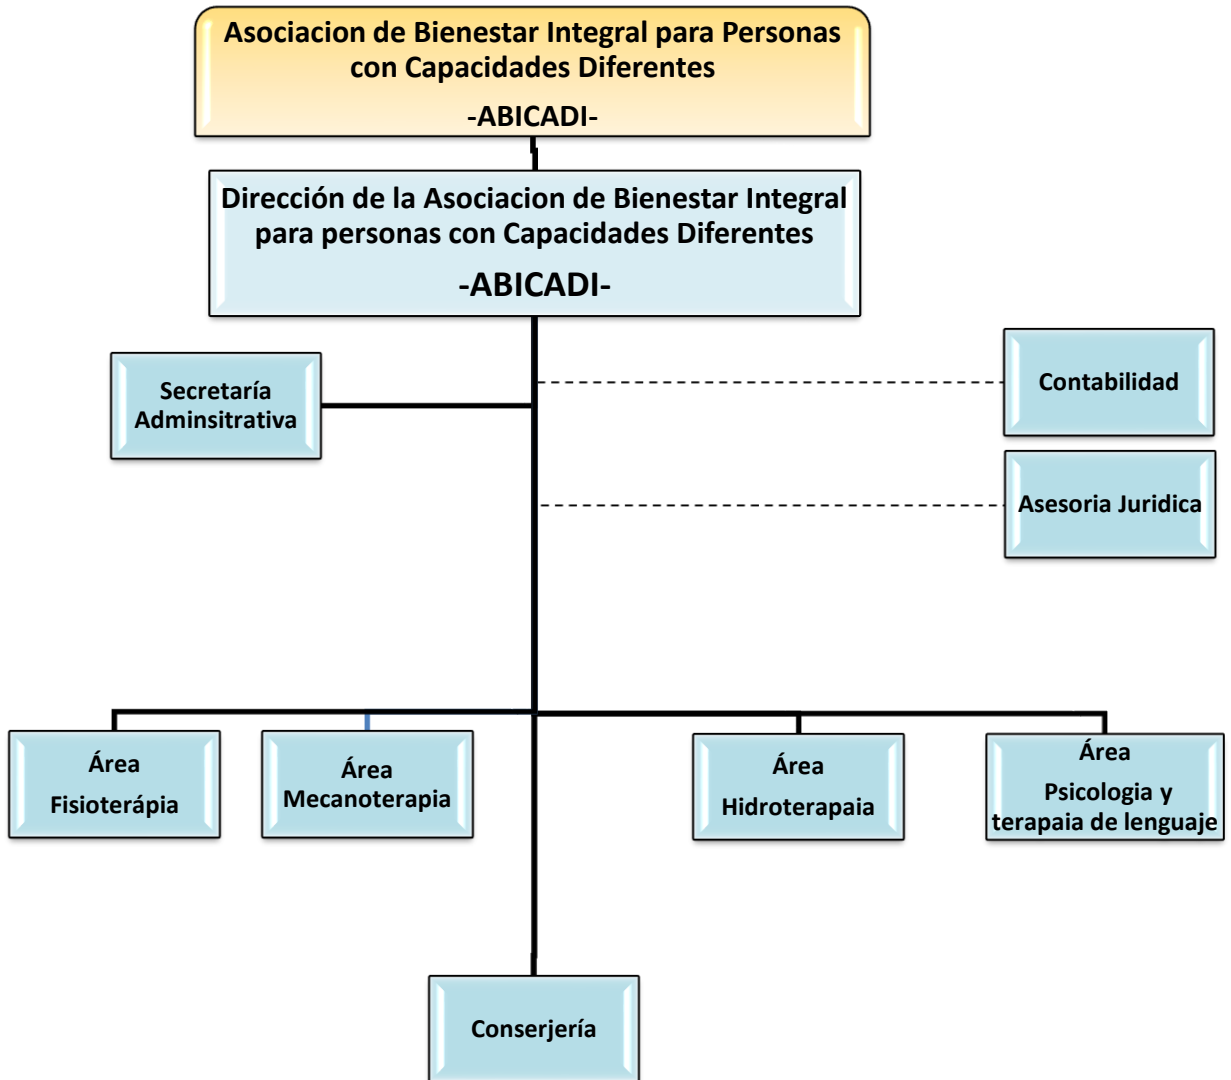 Asociacion de Bienestar Integral para Personas
con Capacidades Diferentes
-ABICADI-
Dirección de la Asociacion de Bienestar Integral
para personas con Capacidades Diferentes
-ABICADI-
Secretaría
Adminsitrativa
Contabilidad
Asesoria Juridica
Área
Fisioterápia
Área
Mecanoterapia
Área
Hidroterapaia
Área
Psicologia y
terapaia de lenguaje
Conserjería